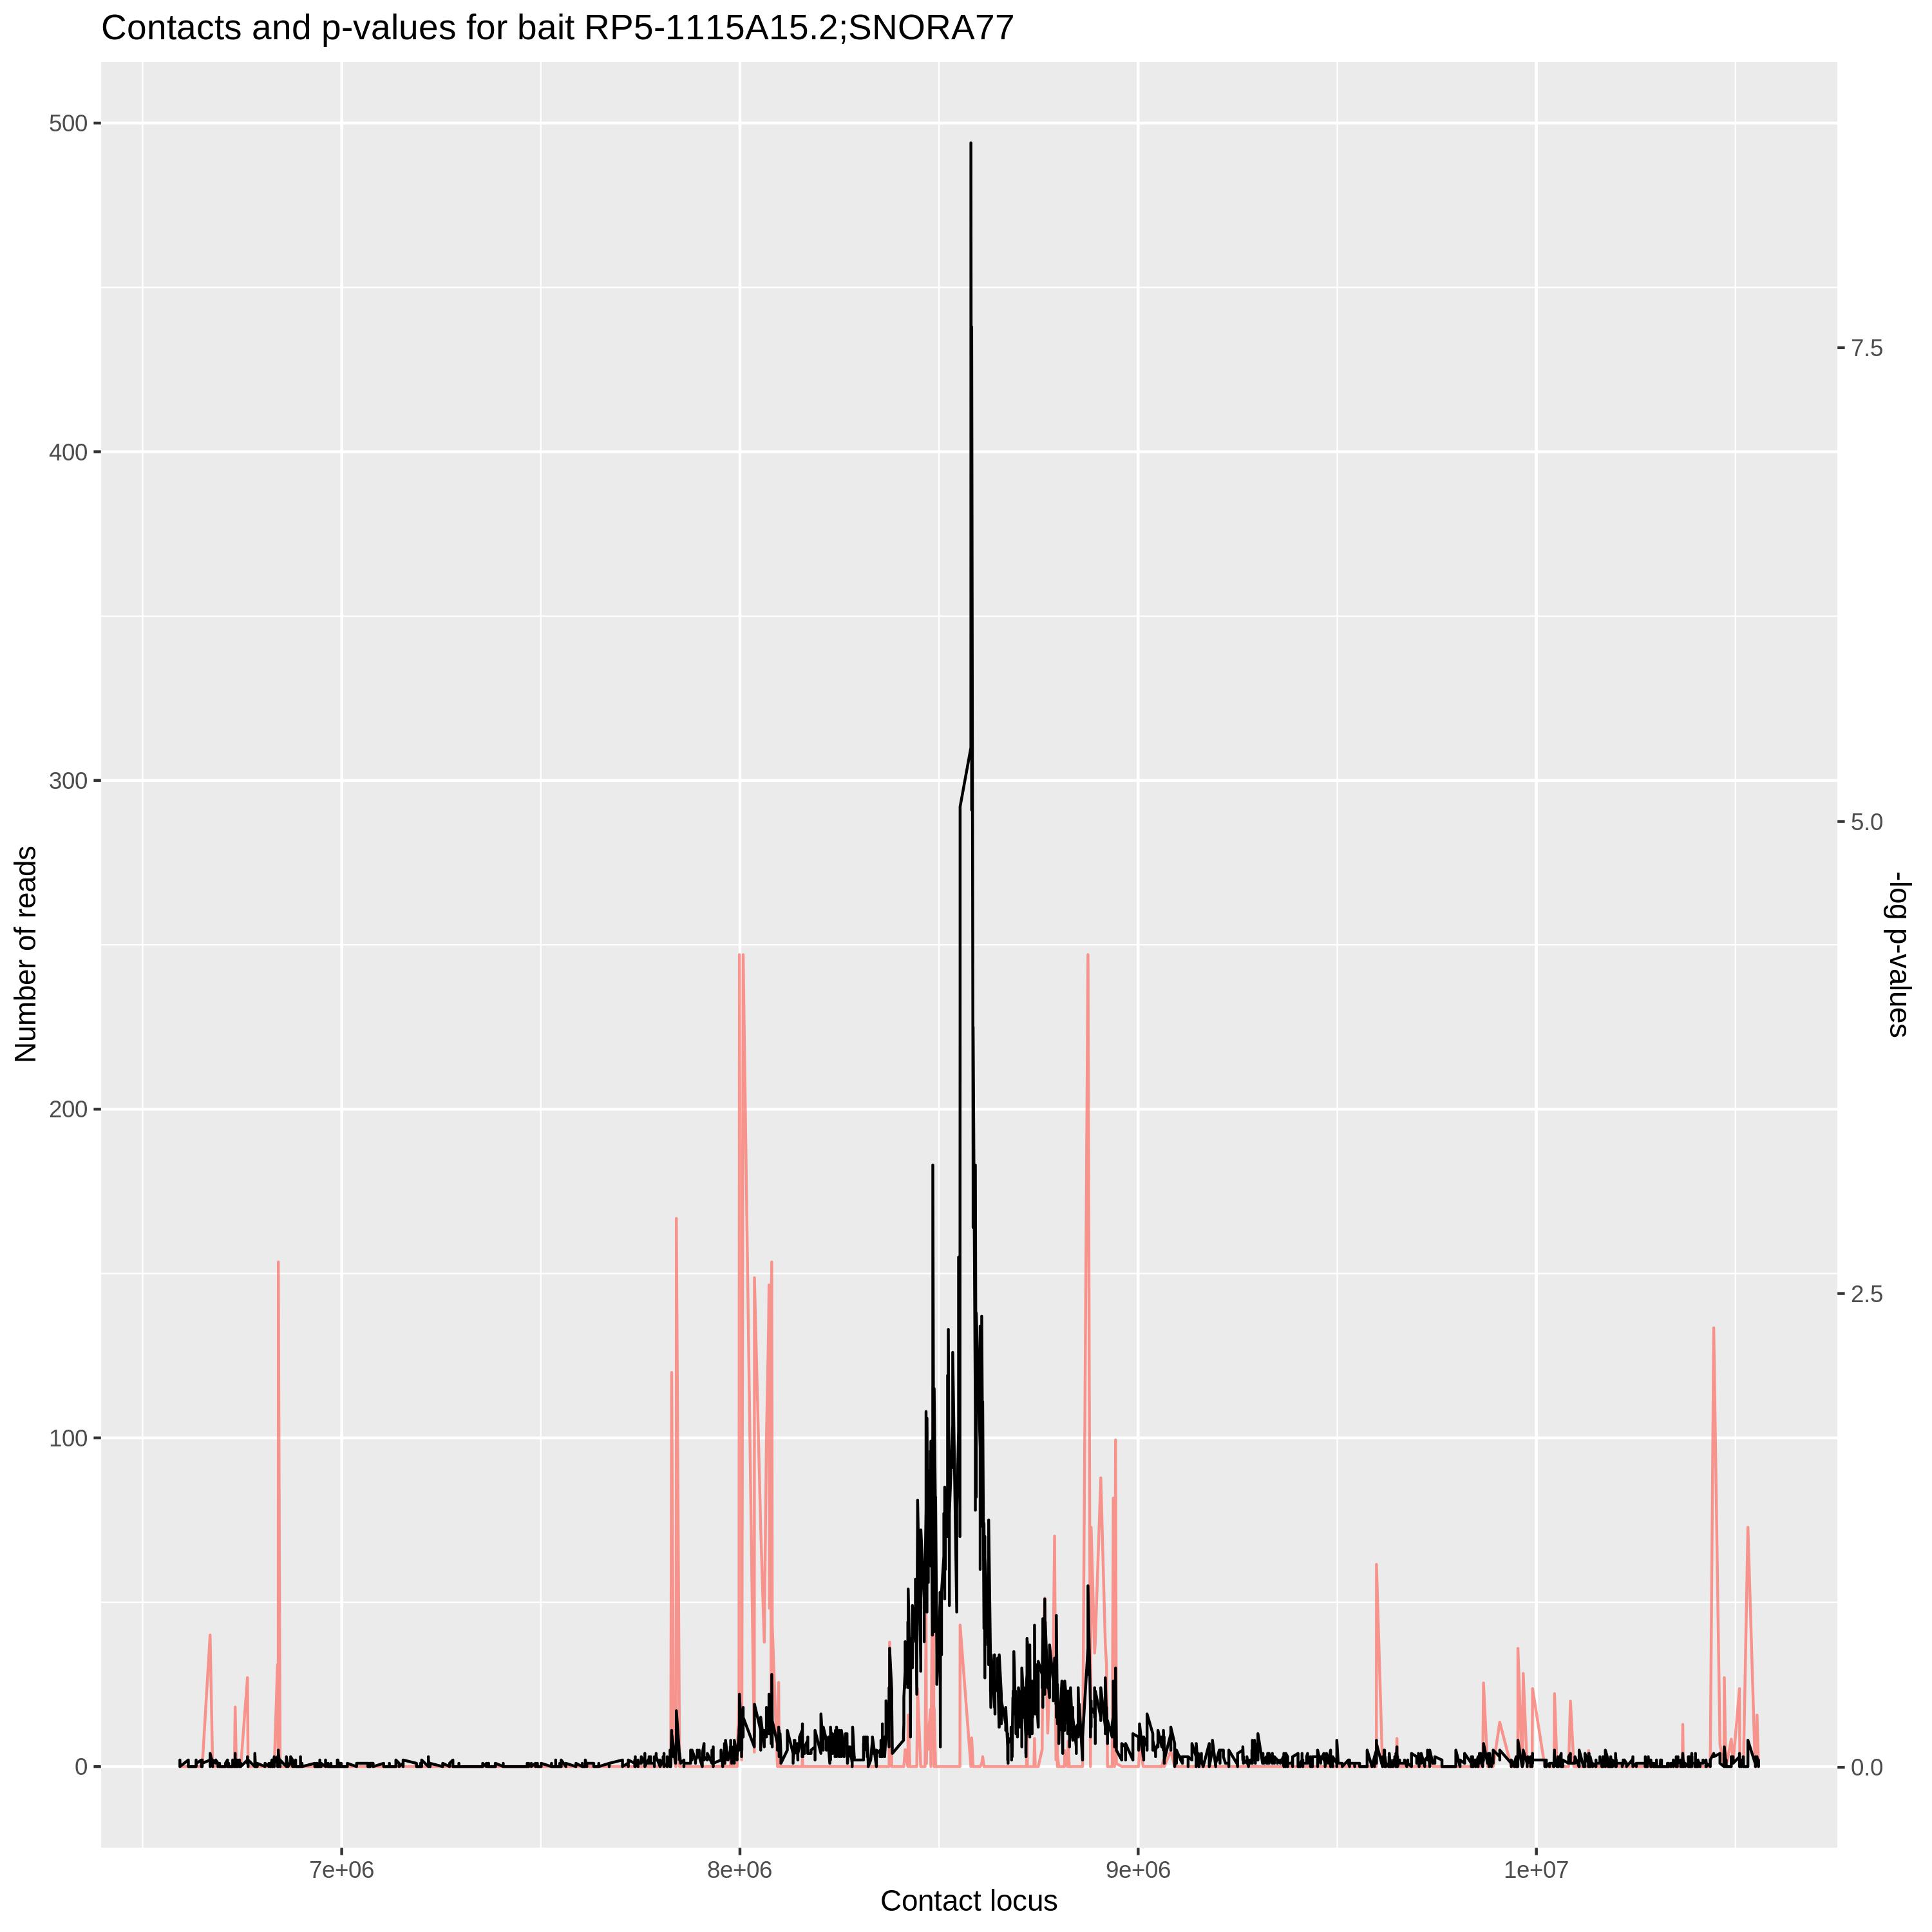 Contacts and p-values for bait RP5-1115A15.2;SNORA77
500
400
300
200
100
0
Number of reads
7.5
5.0
2.5
0.0
-log p-values
7e+06
8e+06
9e+06
1e+07
Contact locus